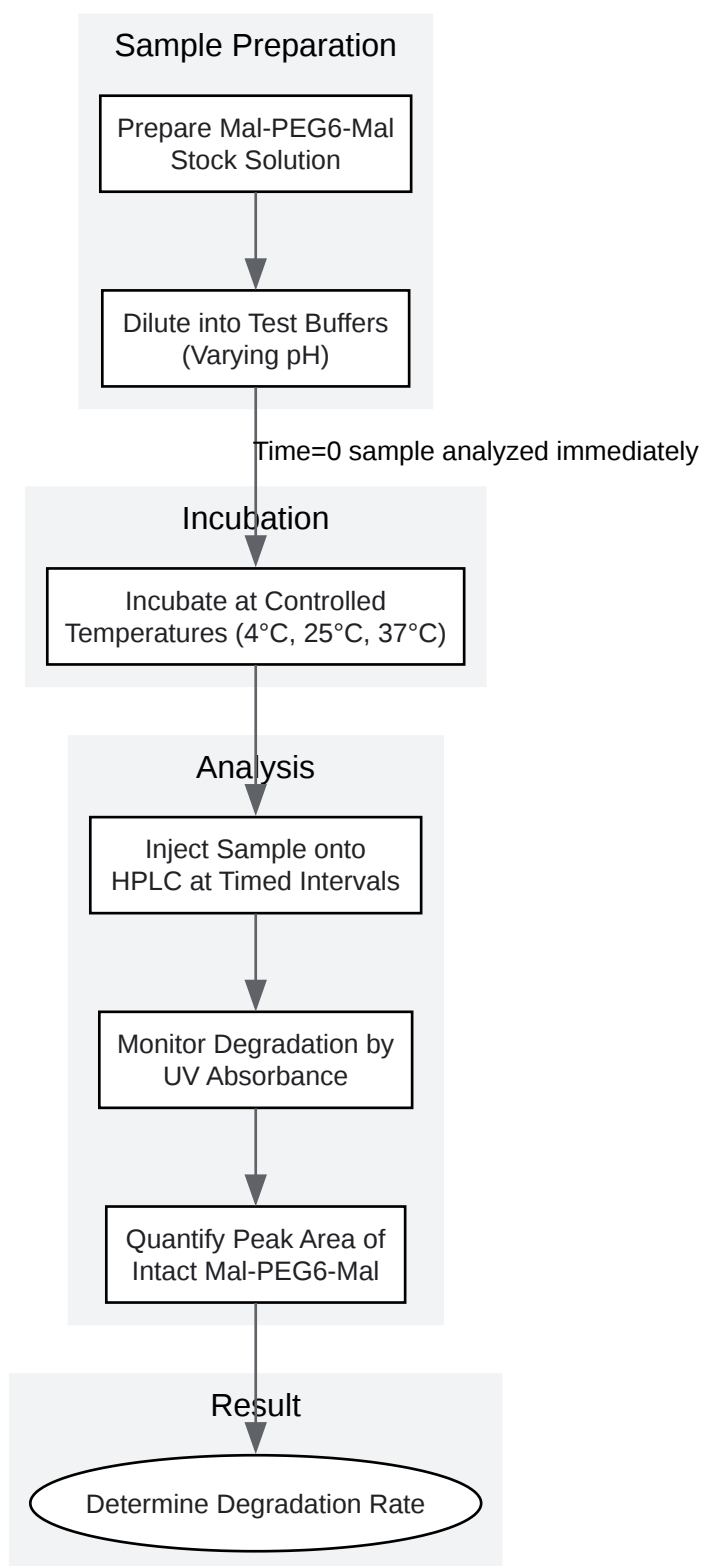 Sample Preparation
Prepare Mal-PEG6-Mal
Stock Solution
Dilute into Test Buffers
(Varying pH)
Time=0 sample analyzed immediately
Incubation
Incubate at Controlled
Temperatures (4°C, 25°C, 37°C)
Analysis
Inject Sample onto
HPLC at Timed Intervals
Monitor Degradation by
UV Absorbance
Quantify Peak Area of
Intact Mal-PEG6-Mal
Result
Determine Degradation Rate